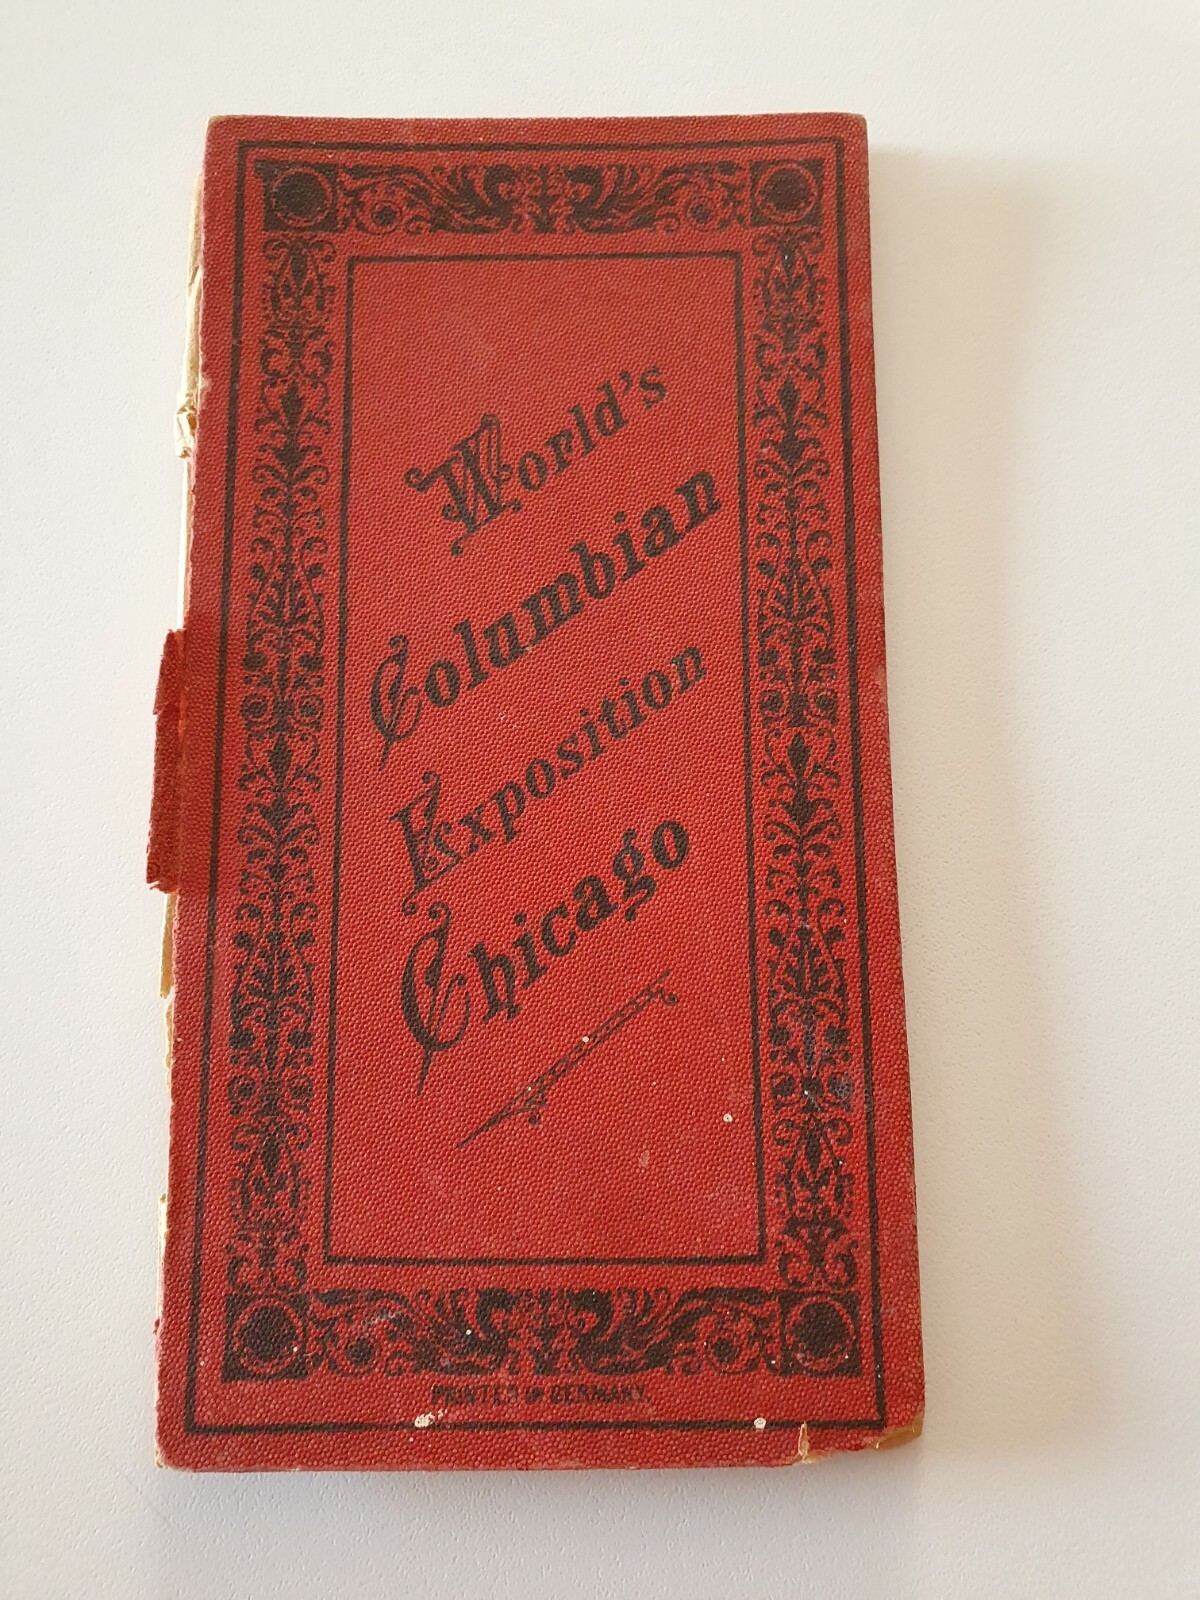 World's
Columbian
Exposition
Chicago
PRINTED IN GERMANY.